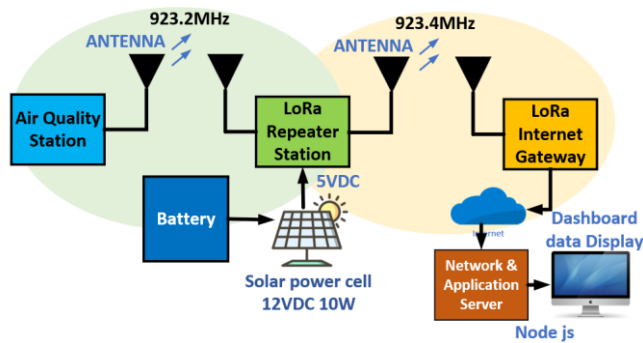 923.2MHz
923.4MHz
ANTENNA
ANTENNA
Air Quality
Station
LoRa
Repeater
Station
LoRa
Internet
Gateway
5VDC
Battery
Internet
Dashboard
data Display
Solar power cell
12VDC 10W
Network &
Application
Server
Node js